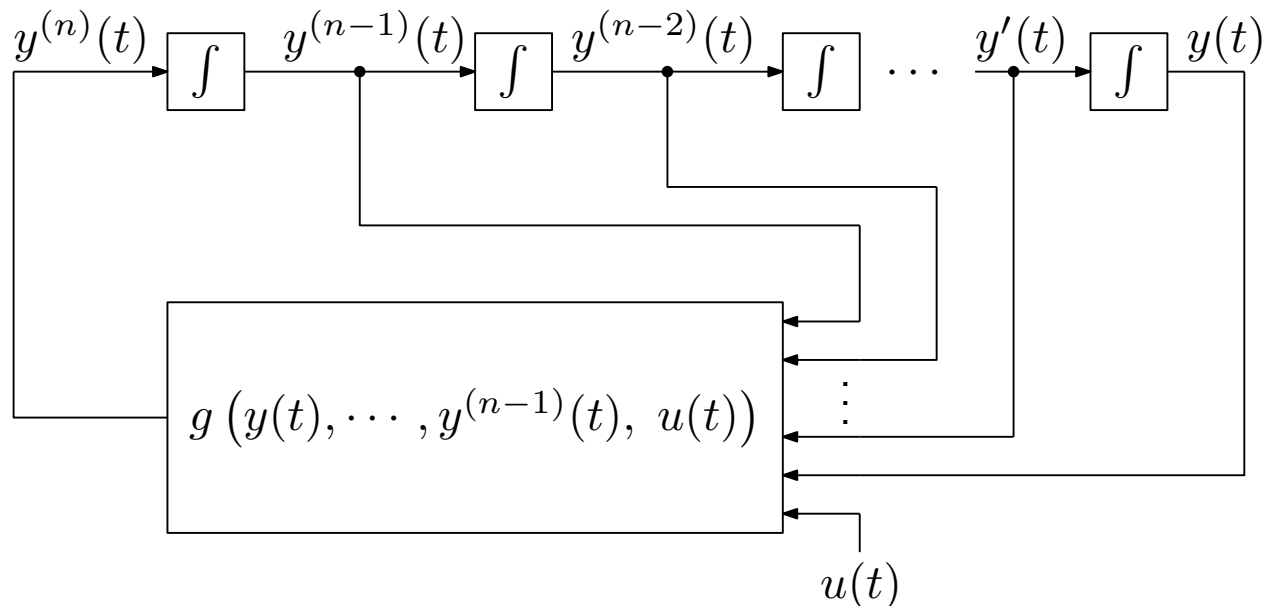 y^{(n)}(t) ∫ y^{(n−1)}(t) ∫ y^{(n−2)}(t) ∫ ⋯ y′(t) ∫ y(t)
g (y(t), ⋯ , y^{(n−1)}(t), u(t))
⋮
u(t)